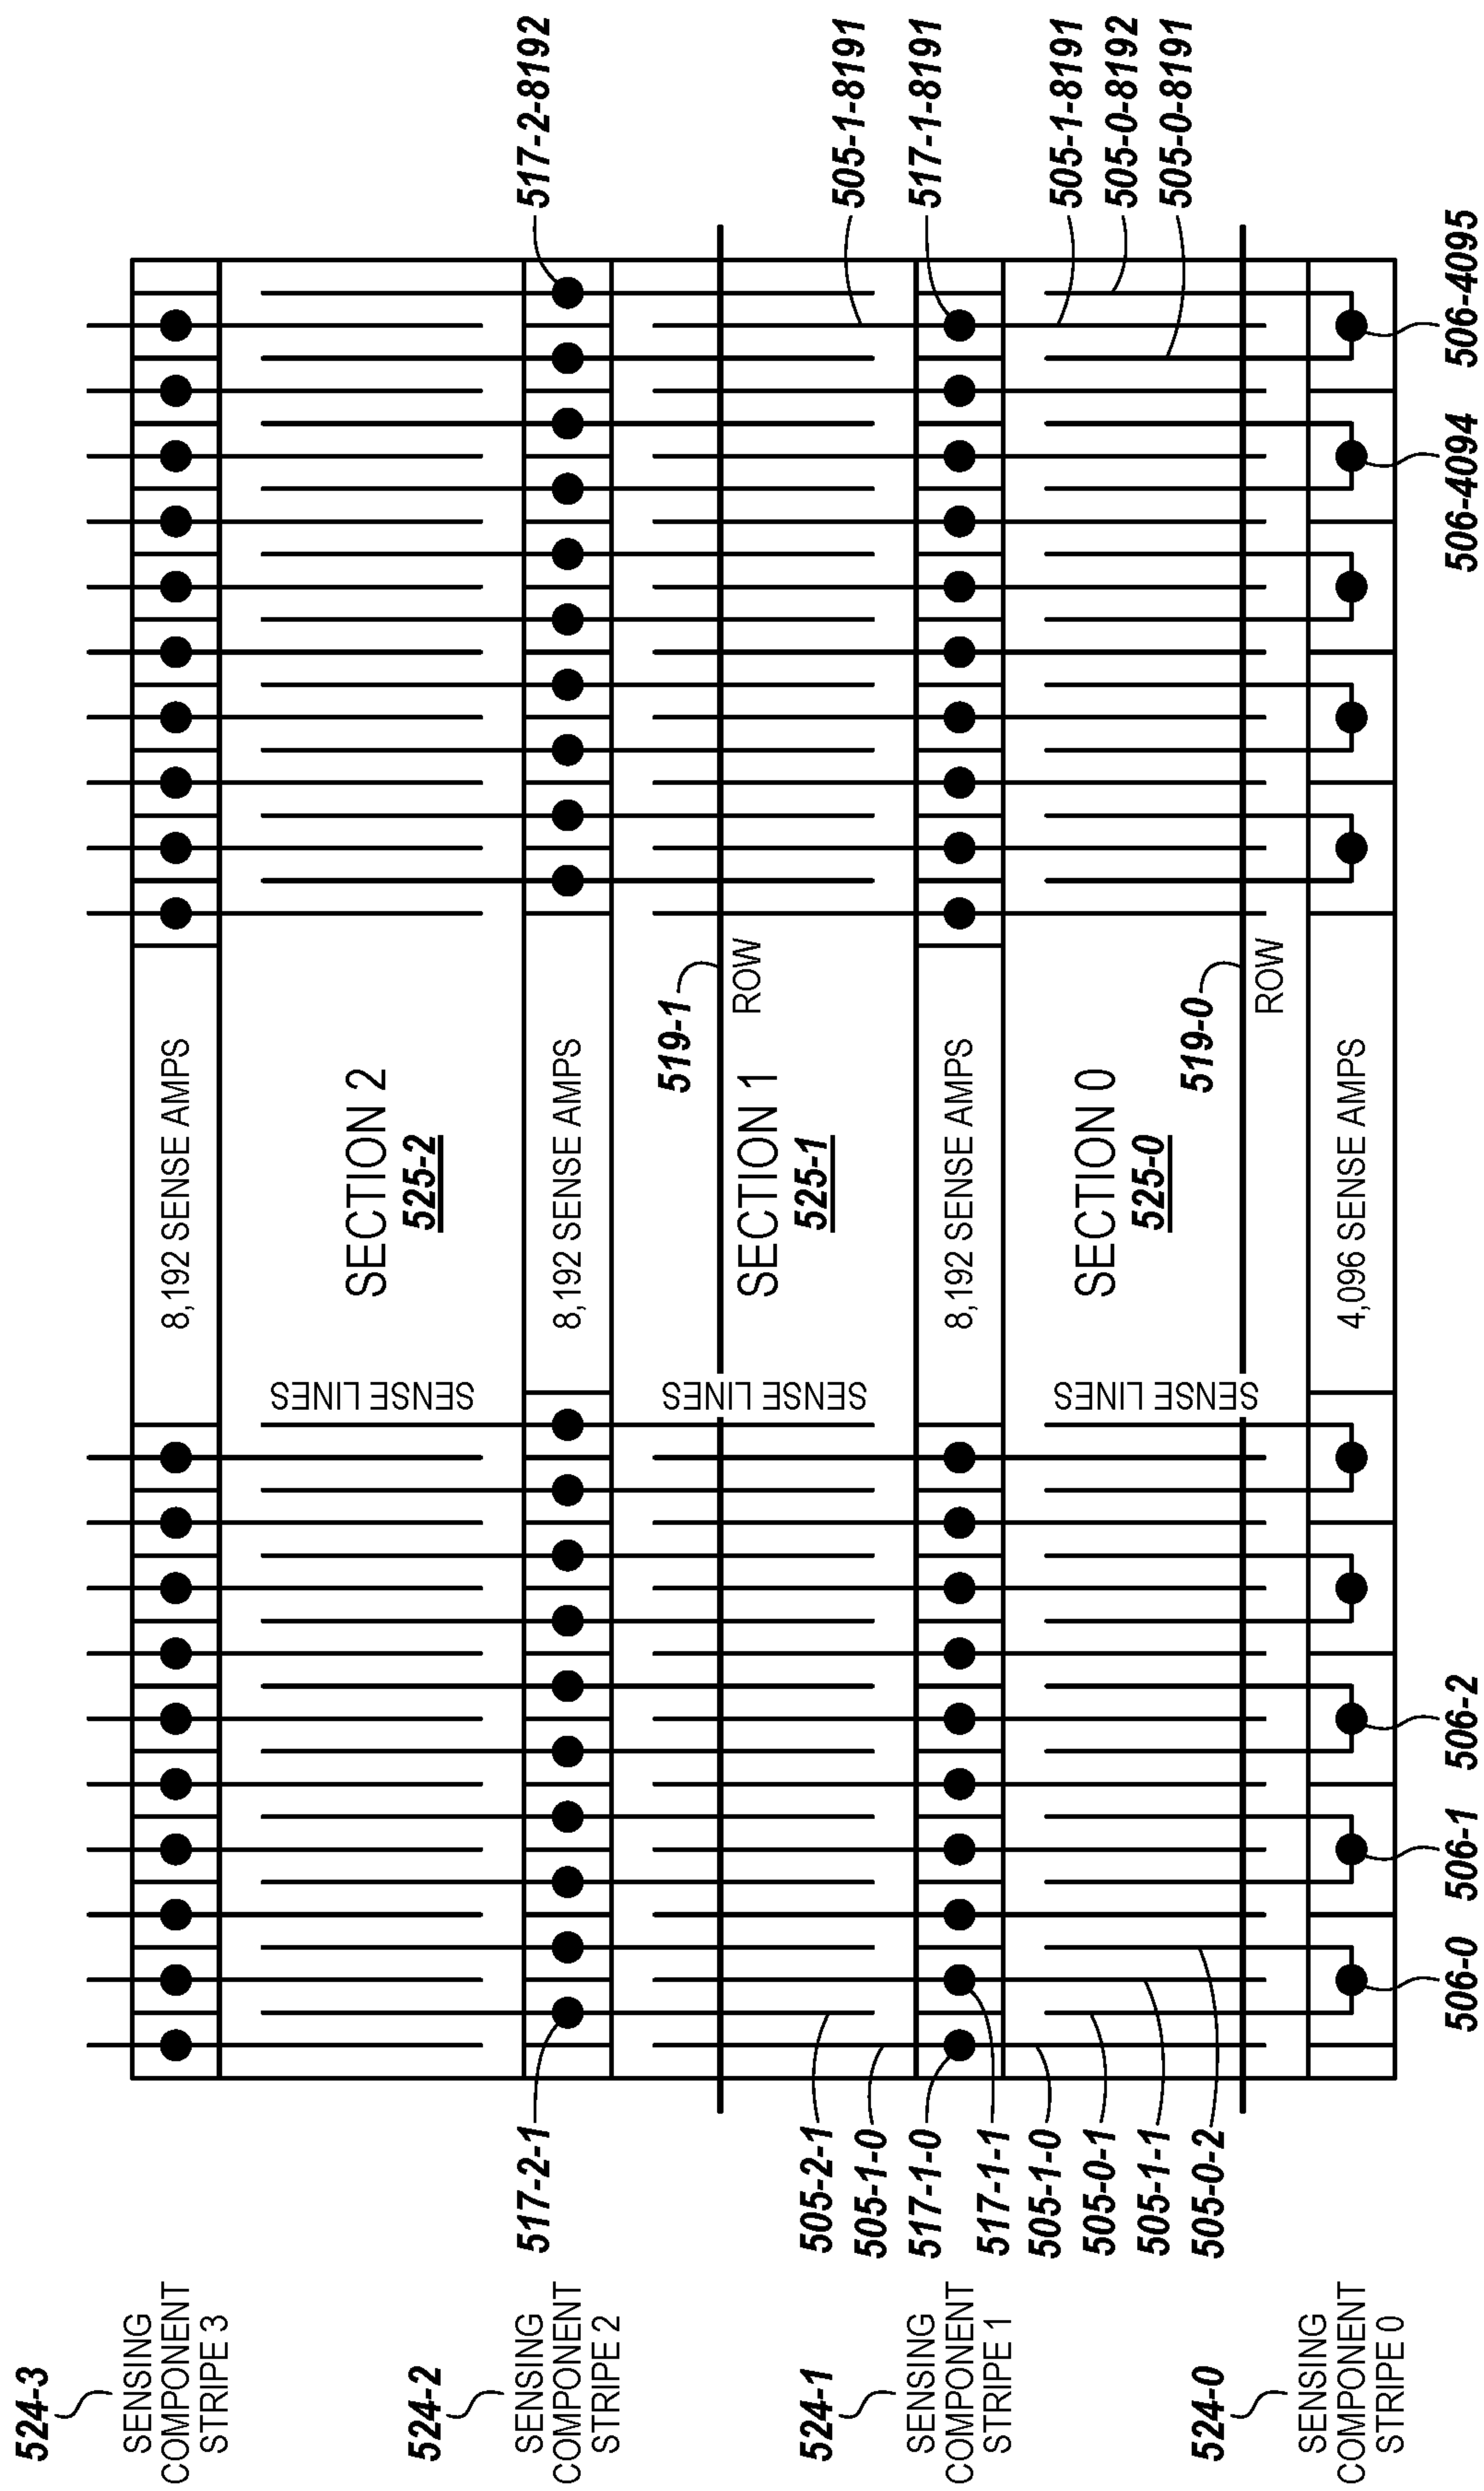 524-3
SENSING
COMPONENT
STRIPE 3
8,192 SENSE AMPS
SENSE LINES
SECTION 2
525-2
524-2
SENSING
COMPONENT
STRIPE 2
517-2-1
8,192 SENSE AMPS
517-2-8192
519-1
ROW
SENSE LINES
SECTION 1
525-1
505-2-1
505-1-0
505-1-8191
524-1
SENSING
COMPONENT
STRIPE 1
517-1-0
517-1-1
8,192 SENSE AMPS
517-1-8191
505-1-0
505-0-1
505-1-1
505-0-2
SENSE LINES
SECTION 0
525-0
505-1-8191
505-0-8192
505-0-8191
519-0
ROW
524-0
SENSING
COMPONENT
STRIPE 0
4,096 SENSE AMPS
506-0
506-1
506-2
506-4094
506-4095